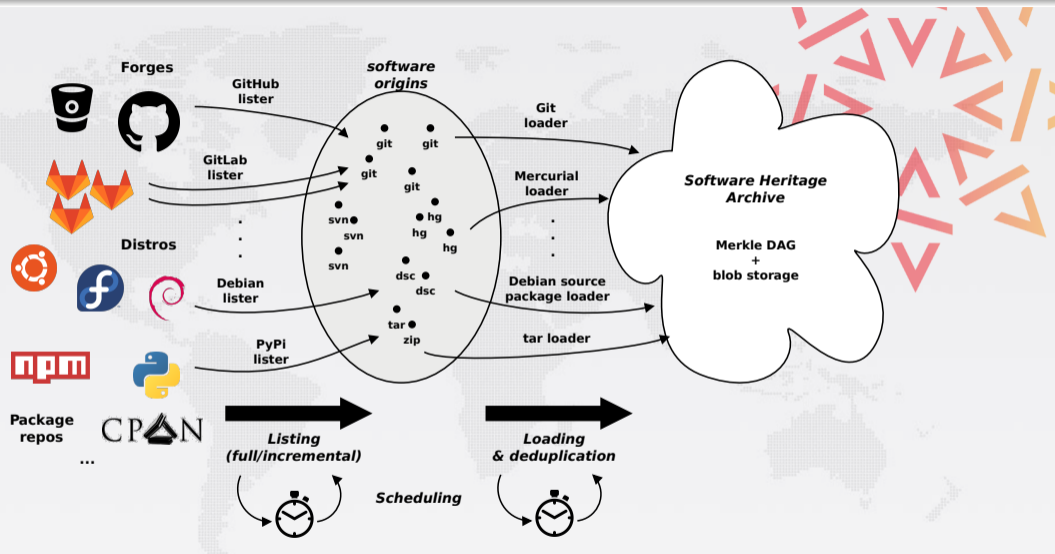 Forges
GitHub
lister
GitLab
lister
.
.
.
Distros
Debian
lister
PyPi
lister
npm
Package
repos
CPAN
...
software
origins
git
git
git
git
svn
svn
svn
hg
hg
hg
dsc
dsc
tar
zip
Git
loader
Mercurial
loader
.
.
.
Debian source
package loader
tar loader
Software Heritage
Archive
Merkle DAG
+
blob storage
Listing
(full/incremental)
Scheduling
Loading
& deduplication